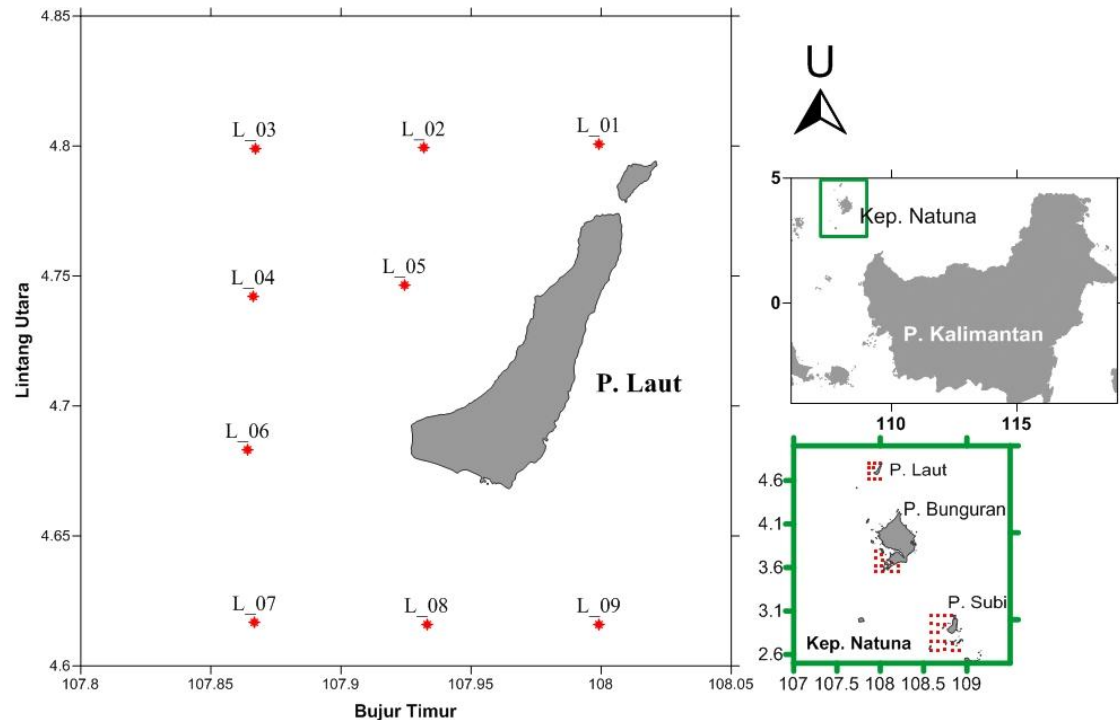 4.85
4.8
4.75
4.7
4.65
4.6
Lintang Utara
107.8
107.85
107.9
107.95
108
108.05
Bujur Timur
L_03
L_02
L_01
L_04
L_05
L_06
L_07
L_08
L_09
P. Laut
U
5
0
Kep. Natuna
P. Kalimantan
110
115
4.6
4.1
3.6
3.1
2.6
P. Laut
P. Bunguran
P. Subi
Kep. Natuna
107
107.5
108
108.5
109